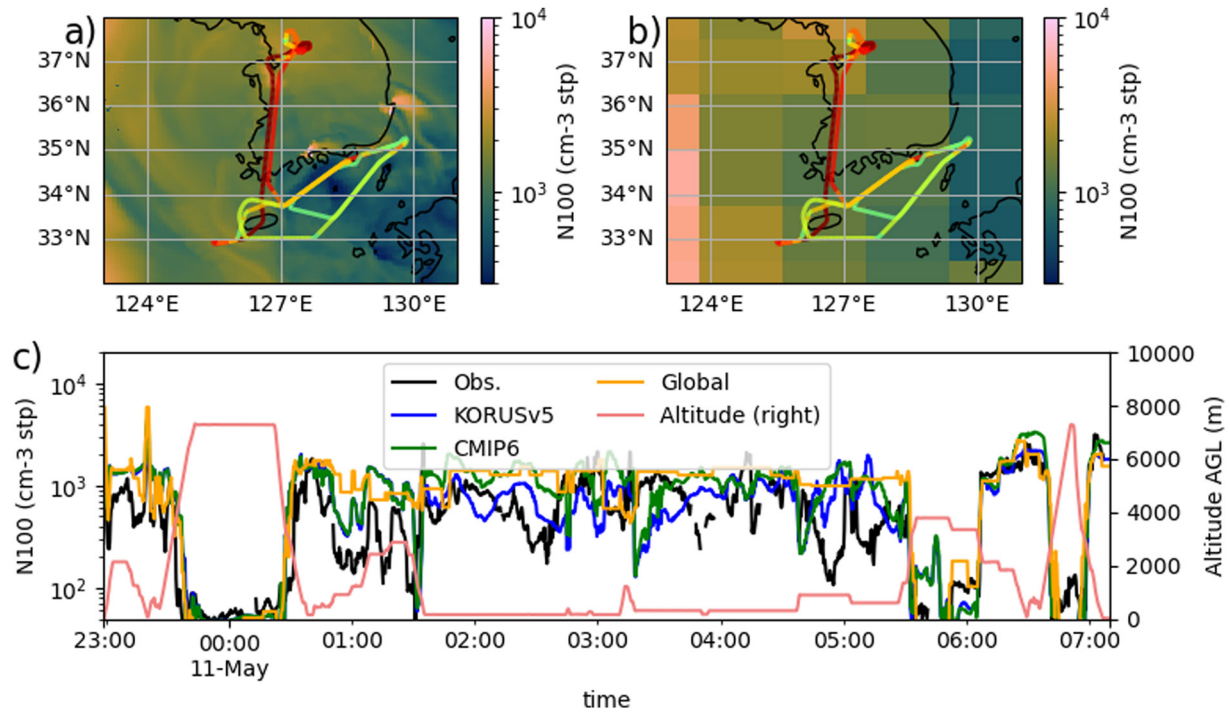 a)
37°N
36°N
35°N
34°N
33°N
124°E 127°E 130°E
10⁴
10³
N100 (cm-3 stp)
b)
37°N
36°N
35°N
34°N
33°N
124°E 127°E 130°E
10⁴
10³
N100 (cm-3 stp)
c)
N100 (cm-3 stp)
10⁴
10³
10²
Obs.
KORUSv5
CMIP6
Global
Altitude (right)
10000
8000
6000
4000
2000
0
Altitude AGL (m)
23:00 00:00 01:00 02:00 03:00 04:00 05:00 06:00 07:00
11-May
time